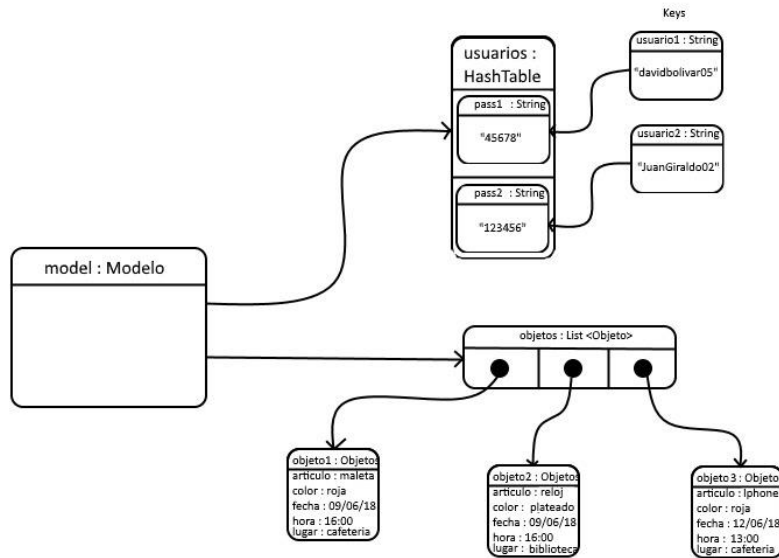 Keys
usuarios :
HashTable
usuario1 : String
"davidbolivar05"
pass1 : String
"45678"
usuario2 : String
"JuanGiraldo02"
pass2 : String
"123456"
model : Modelo
objetos : List <Objeto>
objeto1 : Objetos
articulo : maleta
color : roja
fecha : 09/06/18
hora : 16:00
lugar : cafeteria
objeto2 : Objetos
articulo : reloj
color : plateado
fecha : 09/06/18
hora : 16:00
lugar : biblioteca
objeto3 : Objeto
articulo : Iphone
color : roja
fecha : 12/06/18
hora : 13:00
lugar : cafeteria